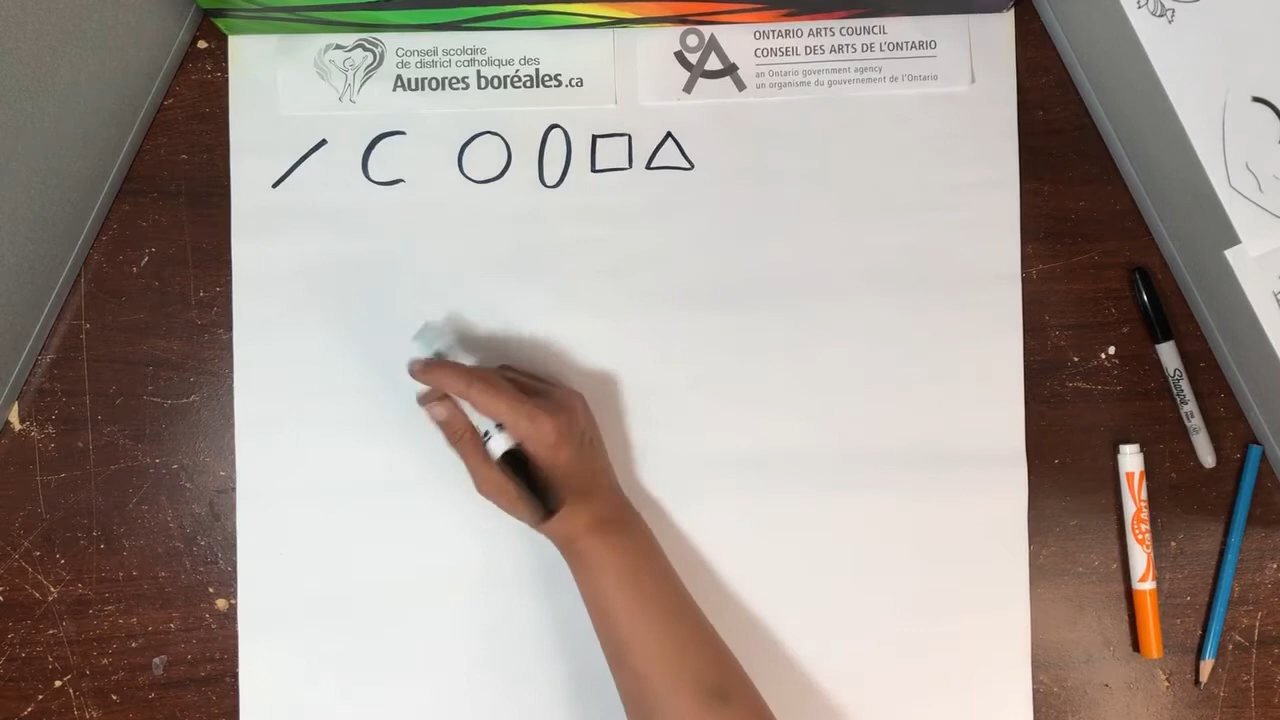 Conseil scolaire
de district catholique des
Aurores boréales.ca
ONTARIO ARTS COUNCIL
CONSEIL DES ARTS DE L'ONTARIO
an Ontario government agency
un organisme du gouvernement de l'Ontario
Sharpie